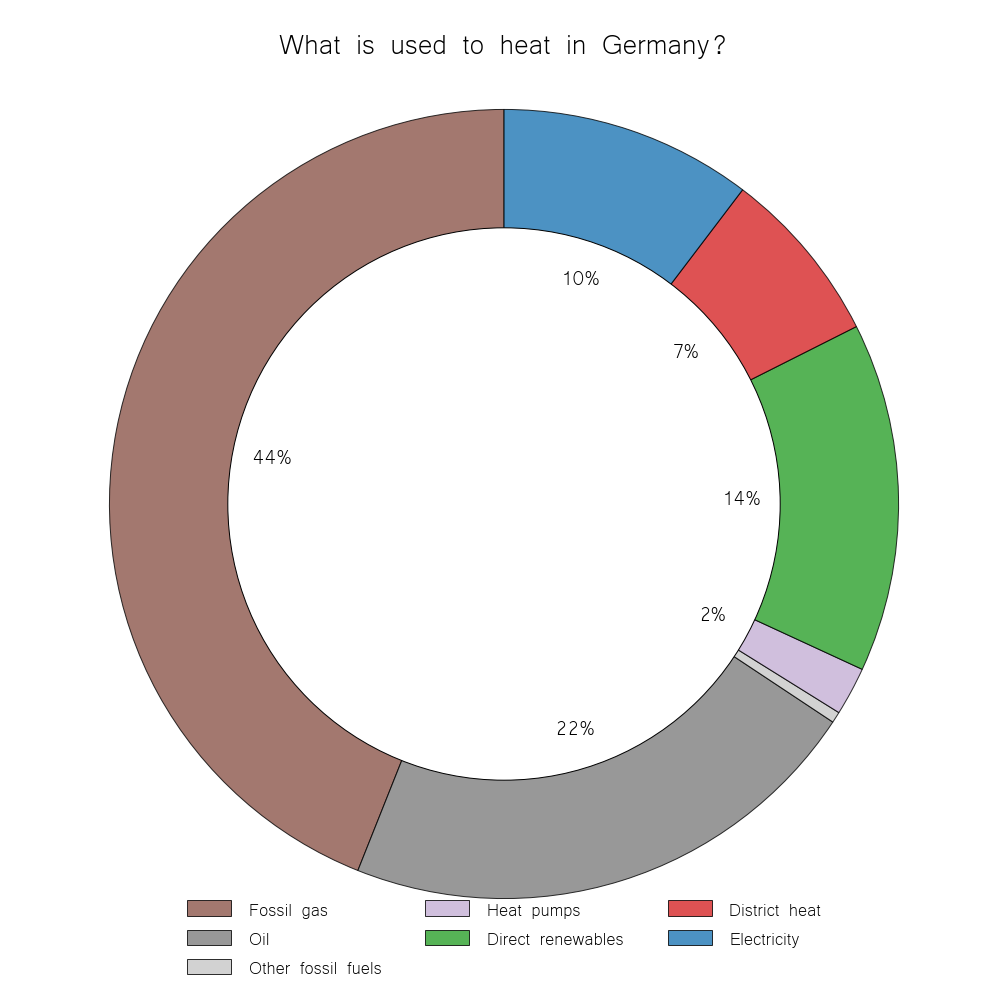 What is used to heat in Germany?
10%
7%
44%
14%
2%
22%
Fossil gas
Heat pumps
District heat
Oil
Direct renewables
Electricity
Other fossil fuels